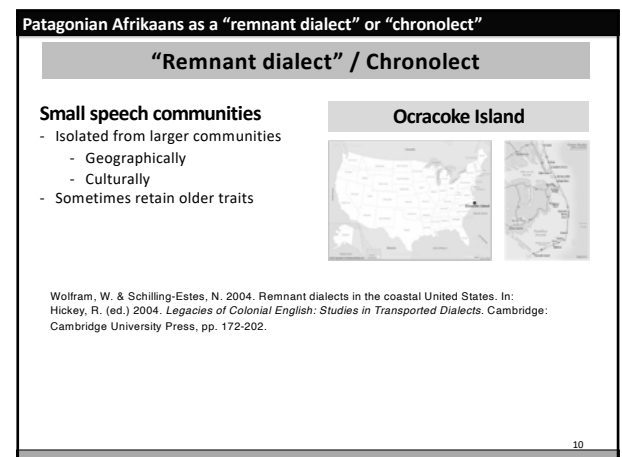 Patagonian Afrikaans as a “remnant dialect” or “chronolect”
“Remnant dialect” / Chronolect
Small speech communities
- Isolated from larger communities
- Geographically
- Culturally
- Sometimes retain older traits
Ocracoke Island
Wolfram, W. & Schilling-Estes, N. 2004. Remnant dialects in the coastal United States. In:
Hickey, R. (ed.) 2004. Legacies of Colonial English: Studies in Transported Dialects. Cambridge:
Cambridge University Press, pp. 172-202.
10